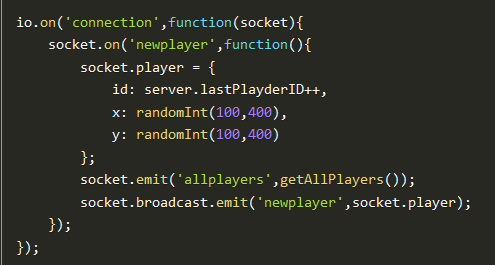 io.on('connection',function(socket){
    socket.on('newplayer',function(){
        socket.player = {
            id: server.lastPlayderID++,
            x: randomInt(100,400),
            y: randomInt(100,400)
        };
        socket.emit('allplayers',getAllPlayers());
        socket.broadcast.emit('newplayer',socket.player);
    });
});